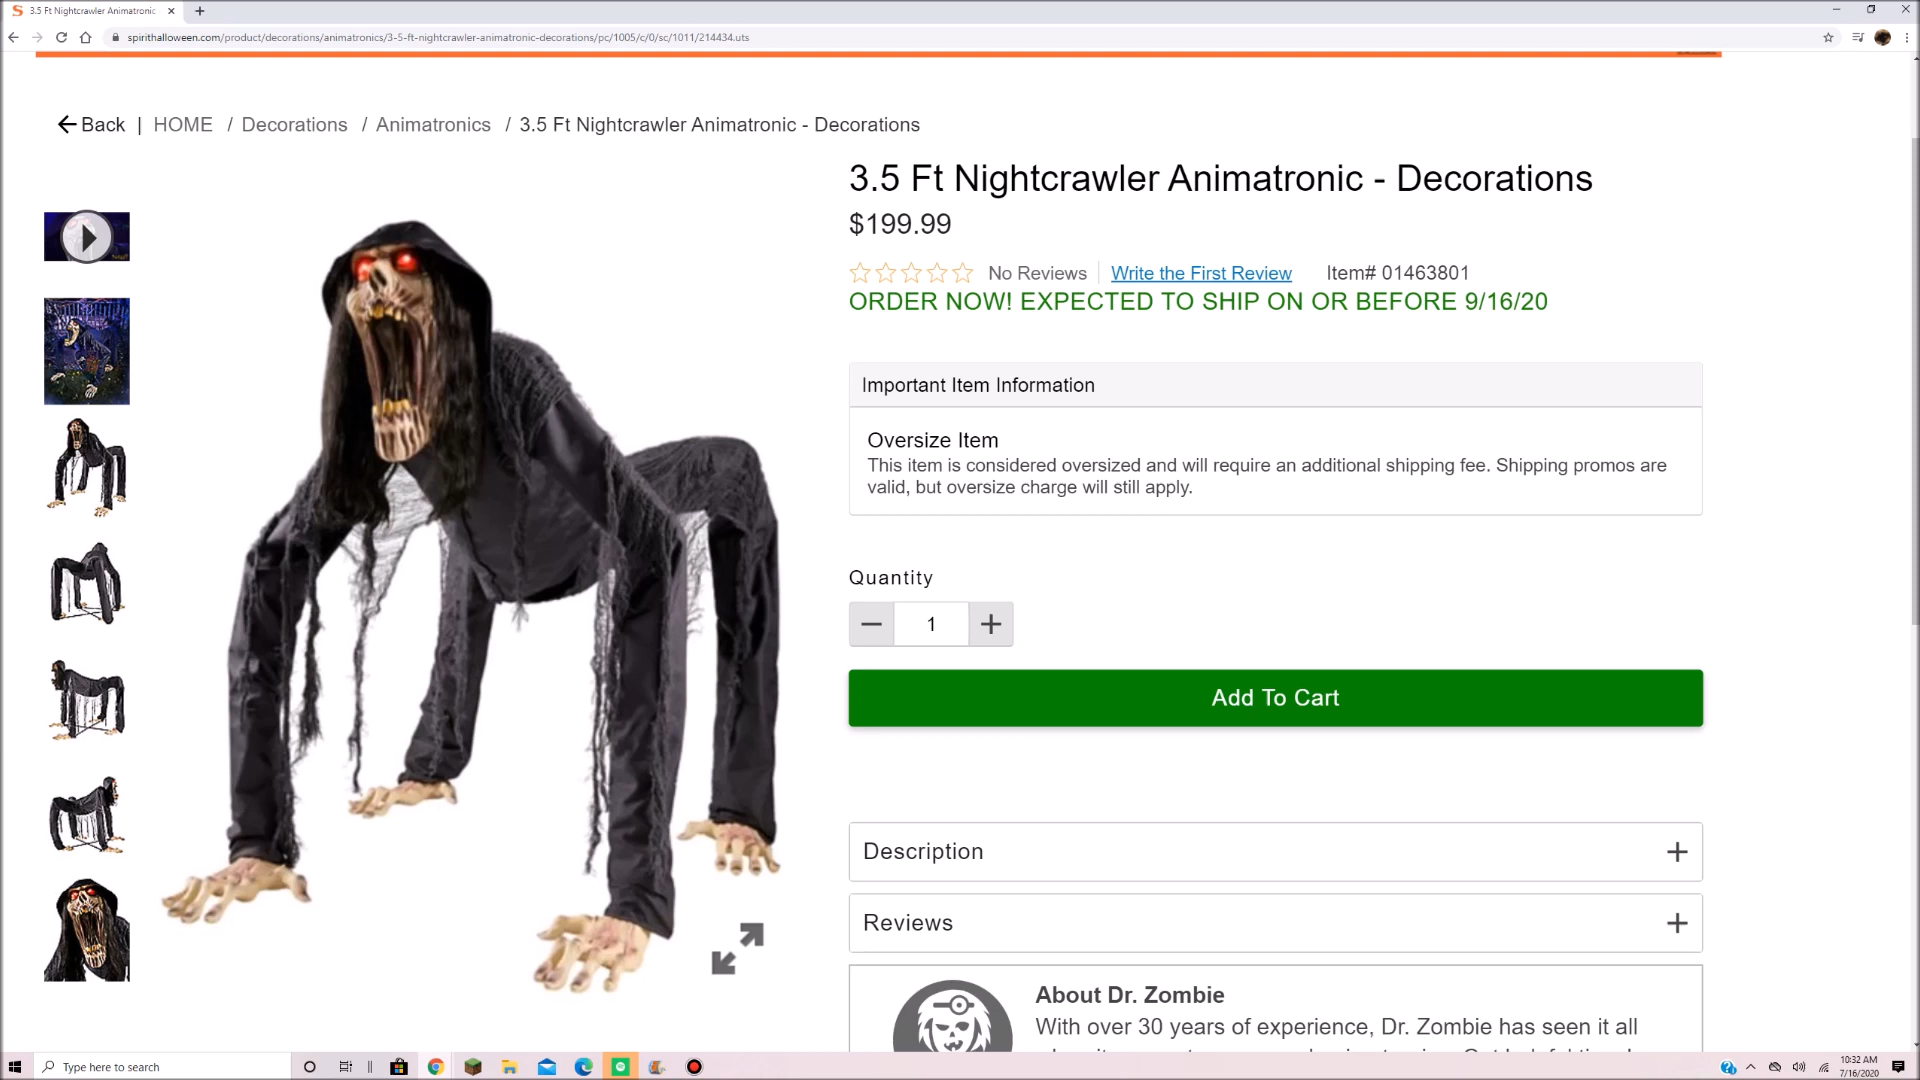 3.5 Ft Nightcrawler Animatronic
spirithalloween.com/product/decorations/animatronics/3-5-ft-nightcrawler-animatronic-decorations/pc/1005/c/0/sc/1011/214434.uts
Back | HOME / Decorations / Animatronics / 3.5 Ft Nightcrawler Animatronic - Decorations
3.5 Ft Nightcrawler Animatronic - Decorations
$199.99
No Reviews Write the First Review Item# 01463801
ORDER NOW! EXPECTED TO SHIP ON OR BEFORE 9/16/20
Important Item Information
Oversize Item
This item is considered oversized and will require an additional shipping fee. Shipping promos are
valid, but oversize charge will still apply.
Quantity
1
Add To Cart
Description
Reviews
About Dr. Zombie
With over 30 years of experience, Dr. Zombie has seen it all
Type here to search
10:32 AM
7/16/2020